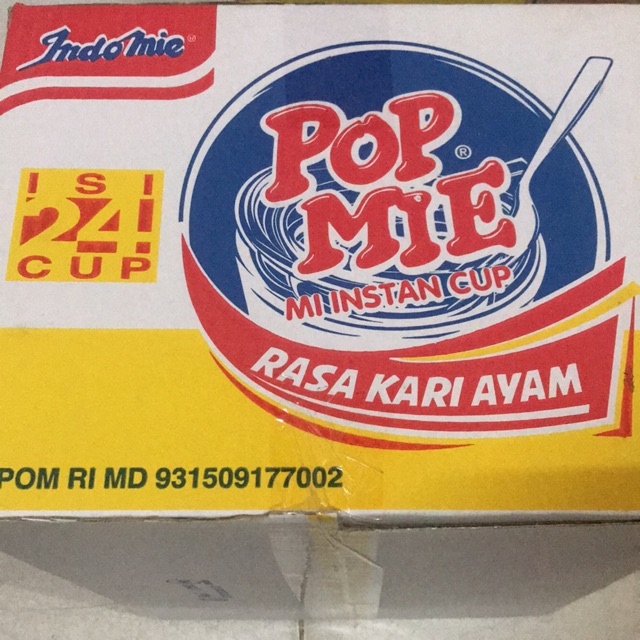 Indomie
POP
MIE®
MI INSTAN CUP
ISI
24
CUP
RASA KARI AYAM
POM RI MD 931509177002